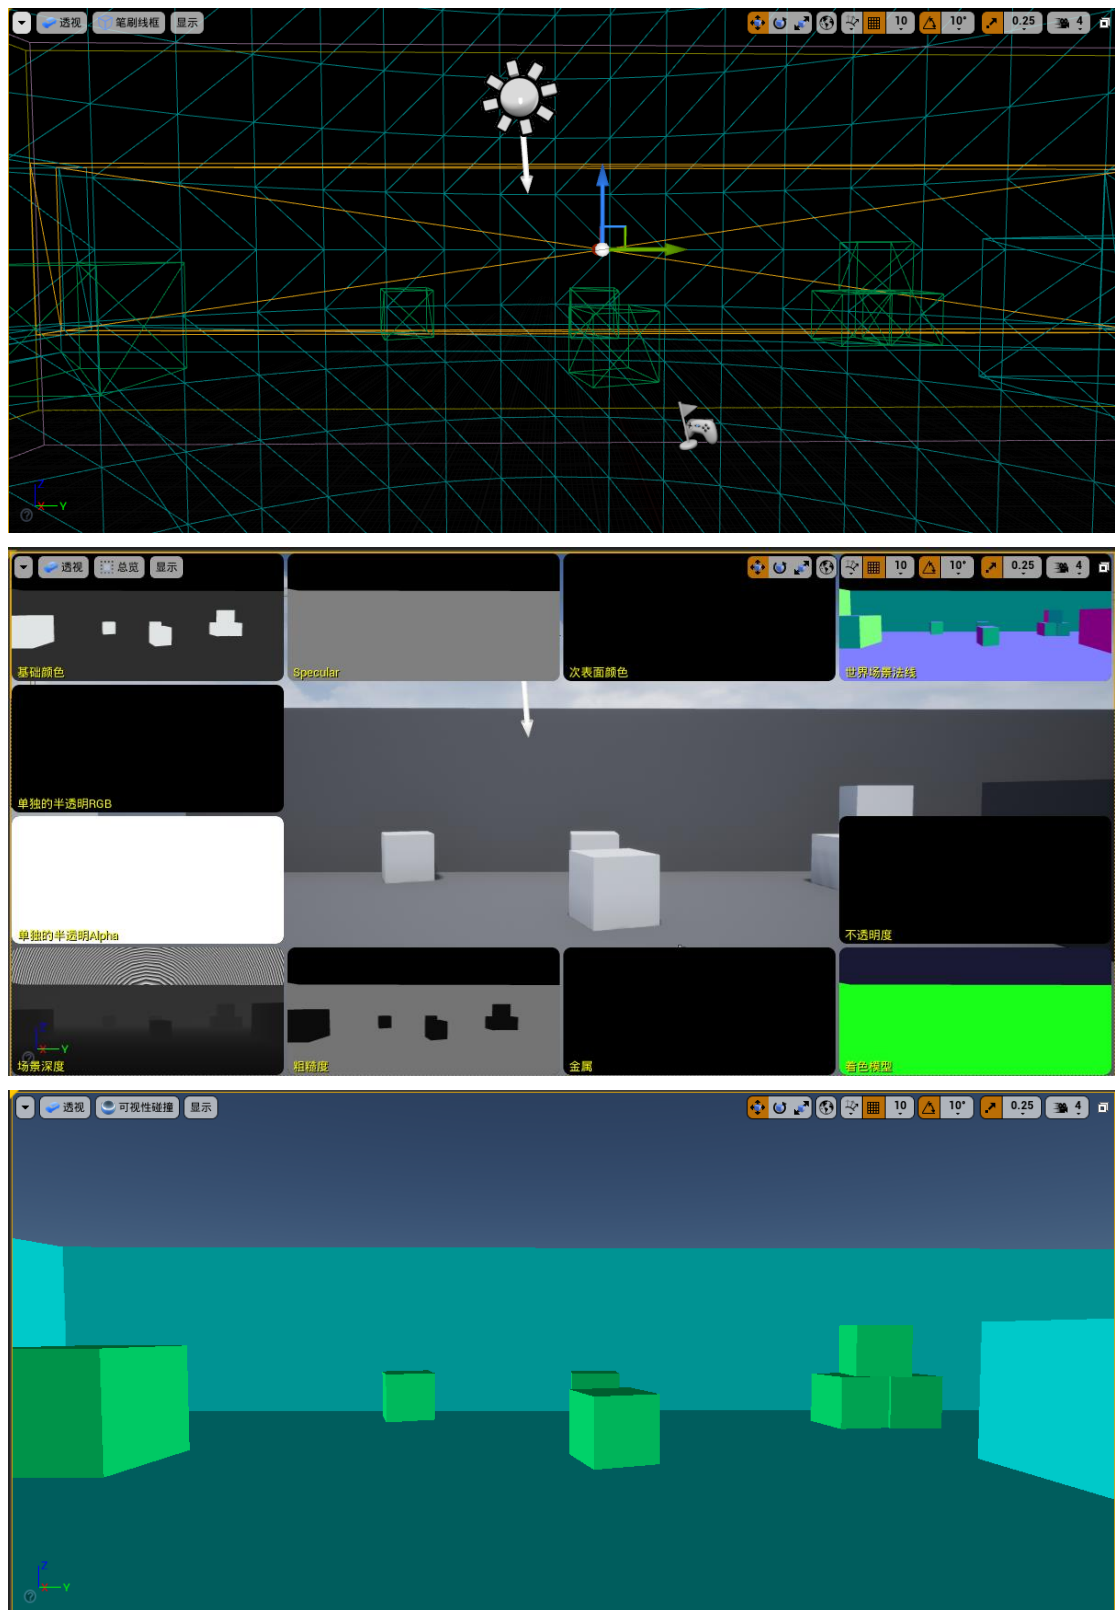 透视 笔刷线框 显示 10 10° 0.25 4
Z
X Y
?
透视 总览 显示 10 10° 0.25 4
基础颜色 Specular 次表面颜色 世界场景法线
单独的半透明RGB
单独的半透明Alpha 不透明度
Y
?
场景深度 粗糙度 金属 着色模型
透视 可视性碰撞 显示 10 10° 0.25 4
Z
X Y
?